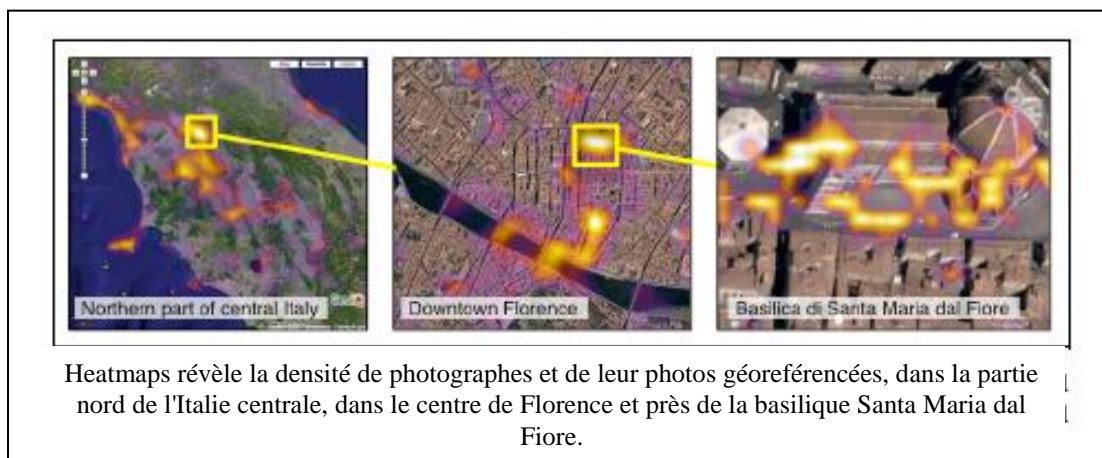 Northern part of central Italy
Downtown Florence
Basilica di Santa Maria dal Fiore
Heatmaps révèle la densité de photographes et de leur photos géoreférencées, dans la partie
nord de l'Italie centrale, dans le centre de Florence et près de la basilique Santa Maria dal
Fiore.